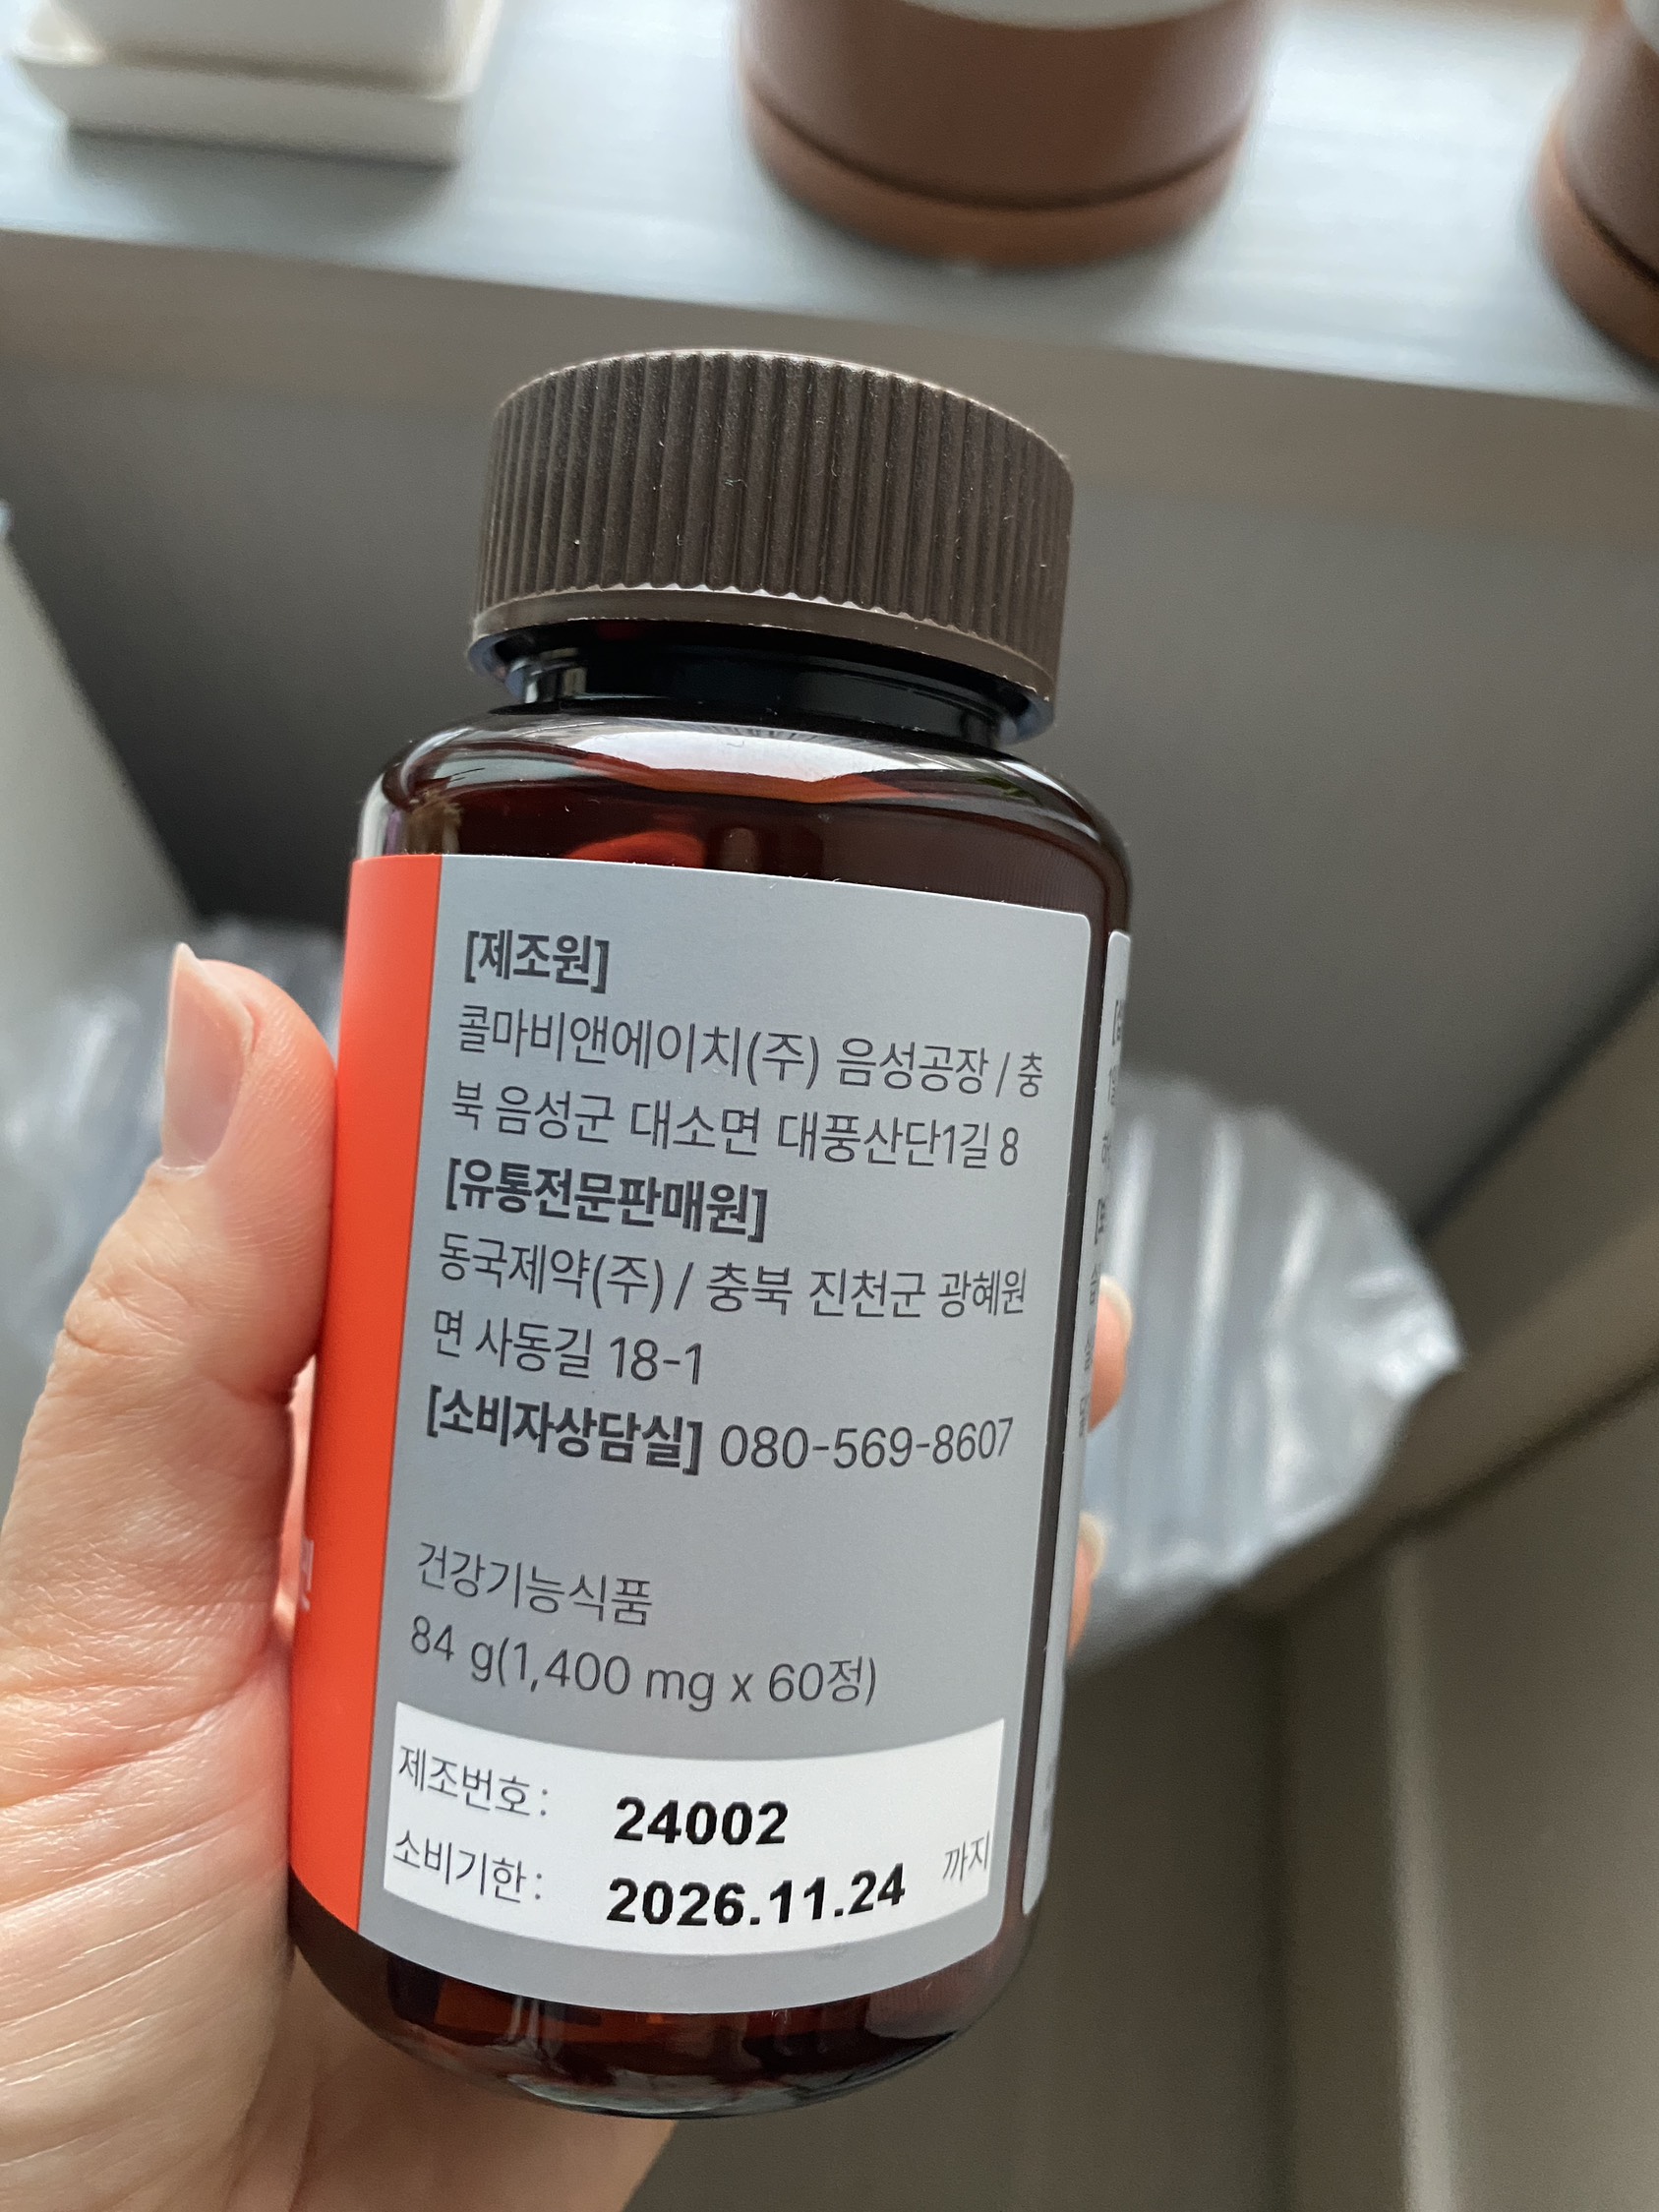 [제조원]
콜마비앤에이치(주) 음성공장 / 충
북 음성군 대소면 대풍산단1길 8
[유통전문판매원]
동국제약(주) / 충북 진천군 광혜원
면 사동길 18-1
[소비자상담실] 080-569-8607
건강기능식품
84 g(1,400 mg x 60정)
제조번호: 24002
소비기한: 2026.11.24 까지